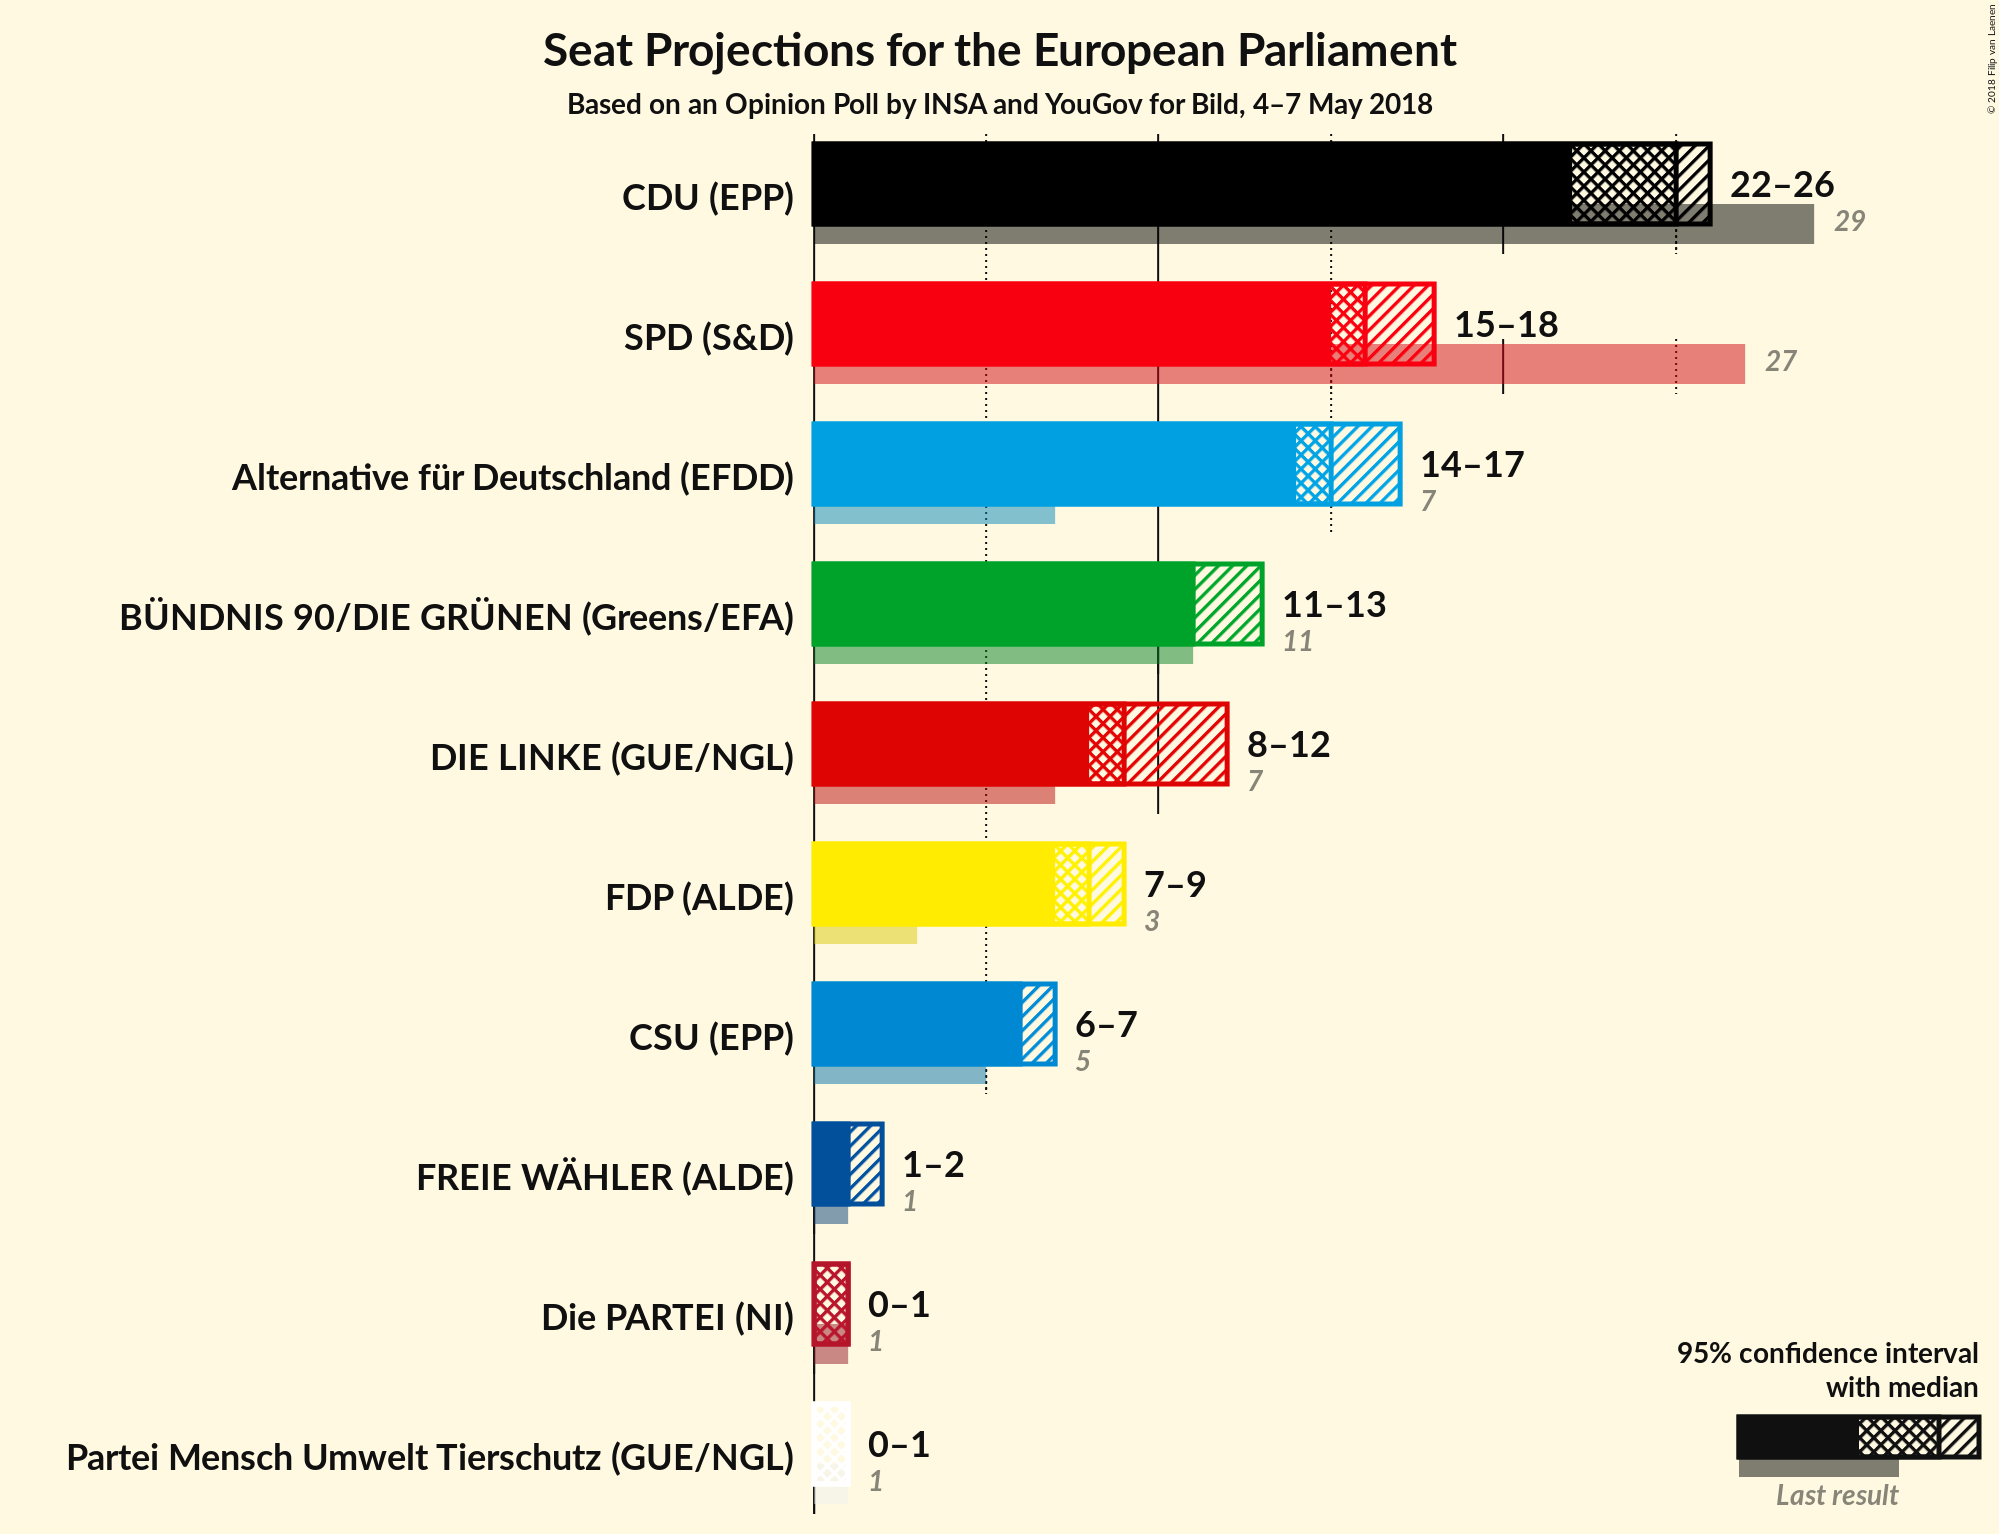 Seat Projections for the European Parliament
Based on an Opinion Poll by INSA and YouGov for Bild, 4–7 May 2018
© 2018 Filip van Laenen
CDU (EPP)
22–26
29
SPD (S&D)
15–18
27
Alternative für Deutschland (EFDD)
14–17
7
BÜNDNIS 90/DIE GRÜNEN (Greens/EFA)
11–13
11
DIE LINKE (GUE/NGL)
8–12
7
FDP (ALDE)
7–9
3
CSU (EPP)
6–7
5
FREIE WÄHLER (ALDE)
1–2
1
Die PARTEI (NI)
0–1
1
Partei Mensch Umwelt Tierschutz (GUE/NGL)
0–1
1
95% confidence interval
with median
Last result